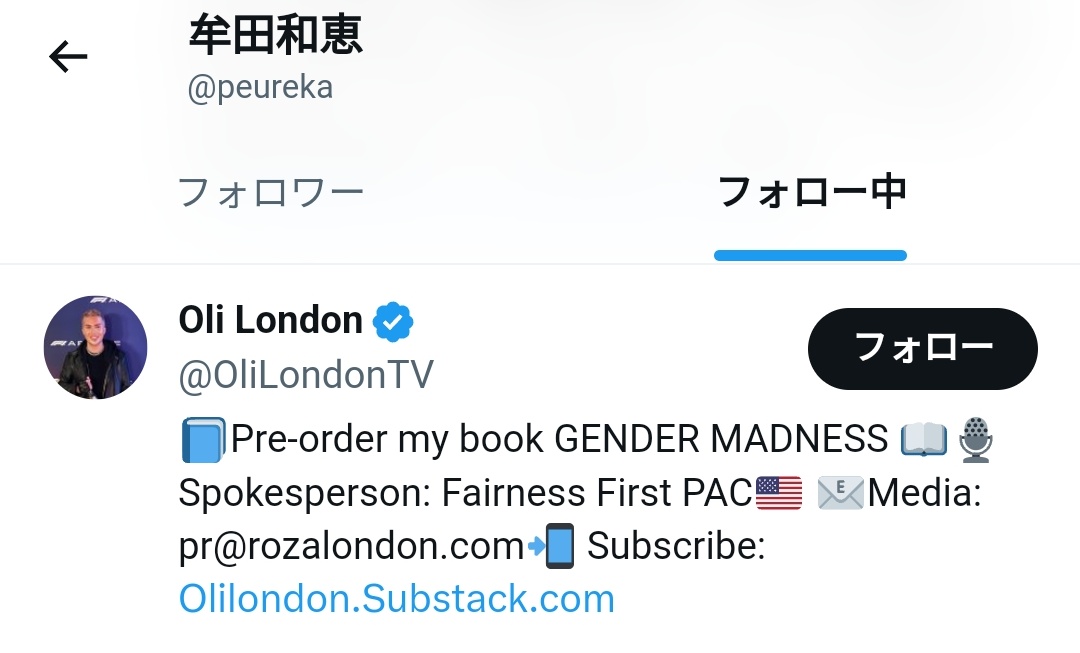 牟田和恵
@peureka
フォロワー
フォロー中
Oli London
@OliLondonTV
フォロー
📘Pre-order my book GENDER MADNESS 📖🎙
Spokesperson: Fairness First PAC🇺🇸 📧Media:
pr@rozalondon.com📲 Subscribe:
Olilondon.Substack.com